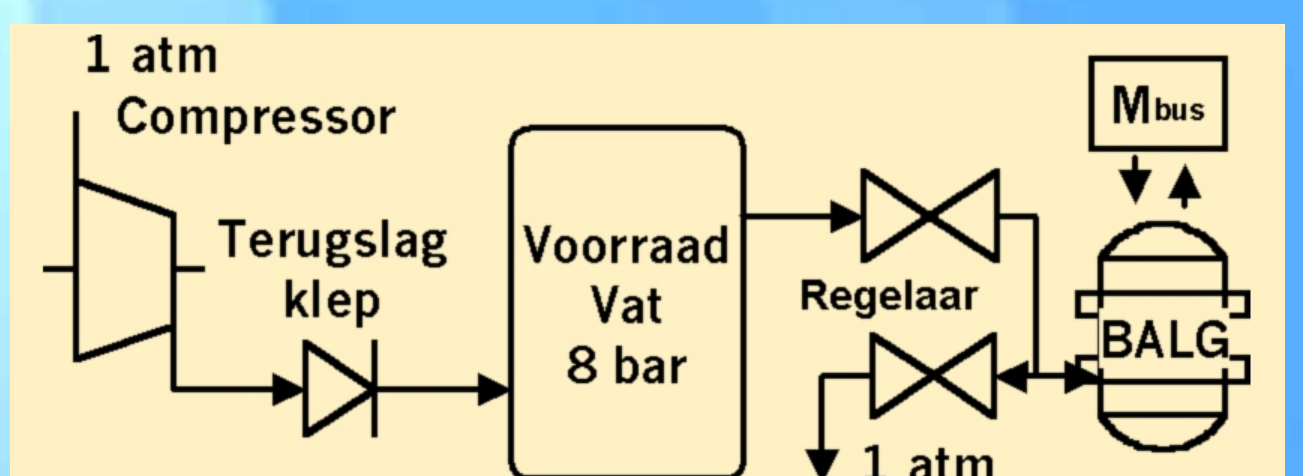 1 atm
Compressor
Terugslag
klep
Voorraad
Vat
8 bar
Regelaar
Mbus
BALG
1 atm